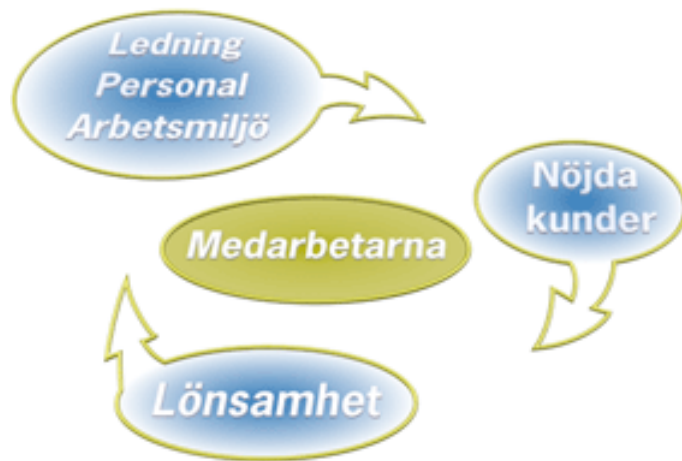 Ledning
Personal
Arbetsmiljö
Nöjda
kunder
Medarbetarna
Lönsamhet